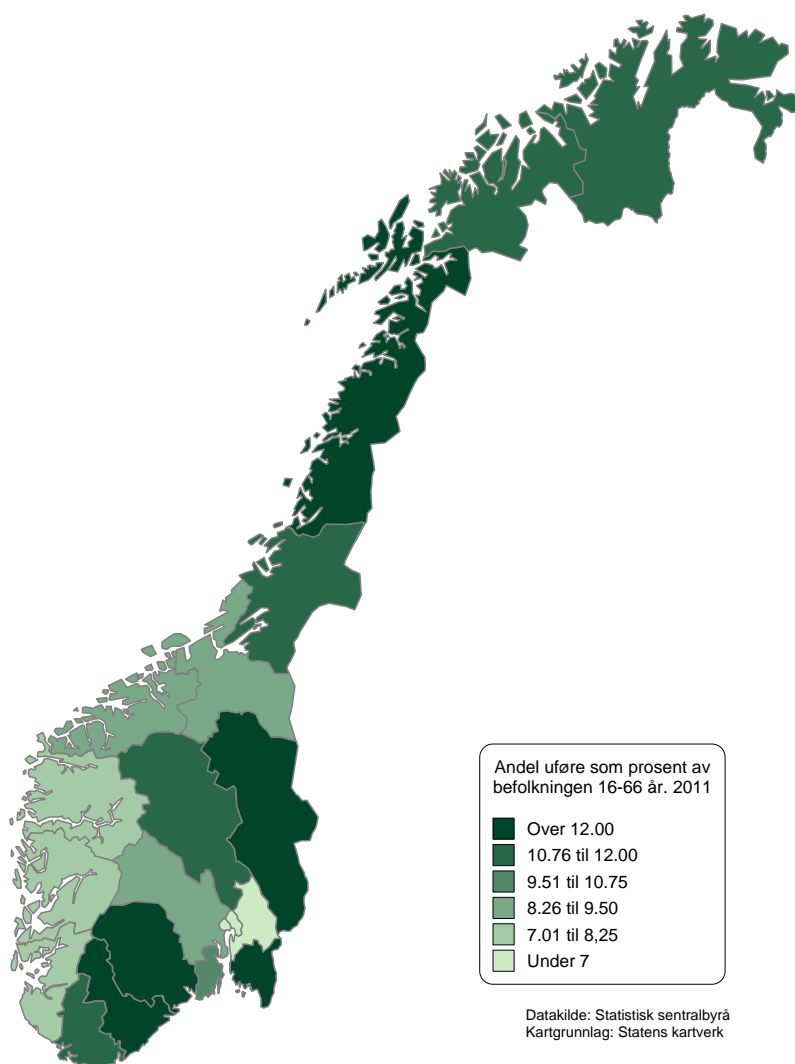 Andel uføre som prosent av
befolkningen 16-66 år. 2011
Over 12.00
10.76 til 12.00
9.51 til 10.75
8.26 til 9.50
7.01 til 8,25
Under 7
Datakilde: Statistisk sentralbyrå
Kartgrunnlag: Statens kartverk